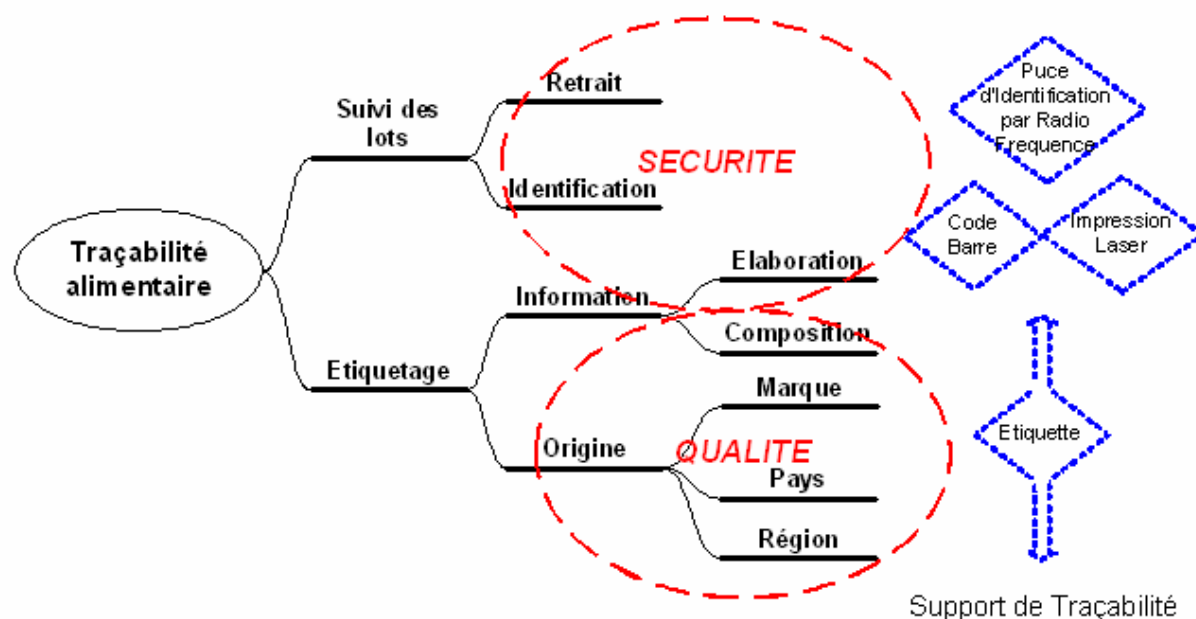 Traçabilité
alimentaire
Suivi des
lots
Retrait
Identification
SECURITE
Etiquetage
Information
Elaboration
Composition
Origine
QUALITE
Marque
Pays
Région
Puce
d'Identification
par Radio
Frequence
Code
Barre
Impression
Laser
Etiquette
Support de Traçabilité